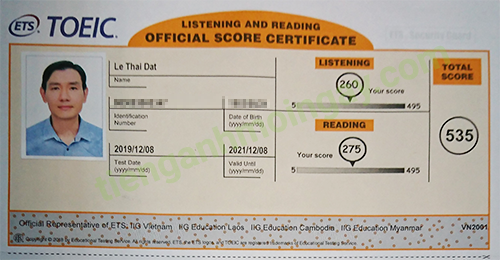 ETS TOEIC®
LISTENING AND READING
OFFICIAL SCORE CERTIFICATE
Le Thai Dat
Name
Identification
Number
Date of Birth
(yyyy/mm/dd)
2019/12/08
Test Date
(yyyy/mm/dd)
2021/12/08
Valid Until
(yyyy/mm/dd)
LISTENING
260
Your score
5 495
READING
275
Your score
5 495
TOTAL
SCORE
535
Official Representative of ETS, IIG Vietnam IIG Education Laos IIG Education Cambodia IIG Education Myanmar
VN2001